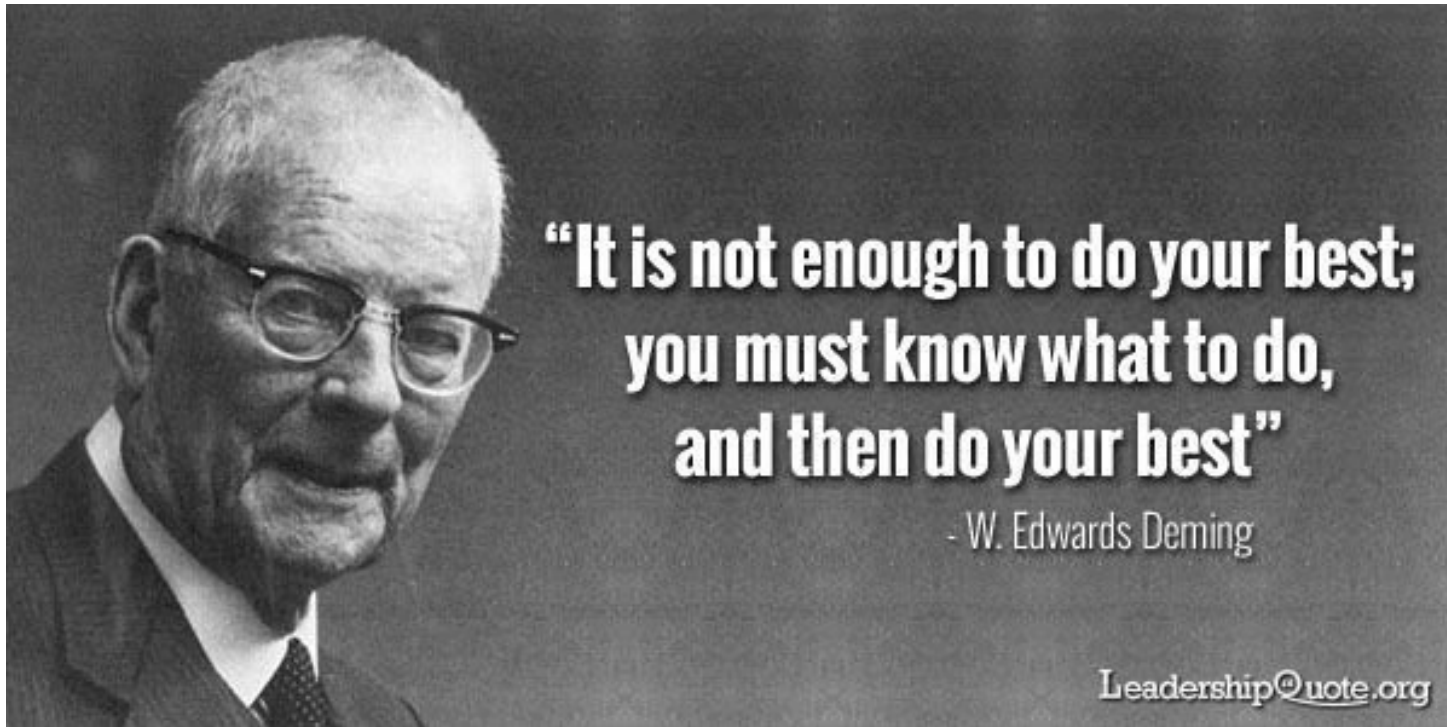 “It is not enough to do your best;
you must know what to do,
and then do your best”
- W. Edwards Deming
LeadershipQuote.org